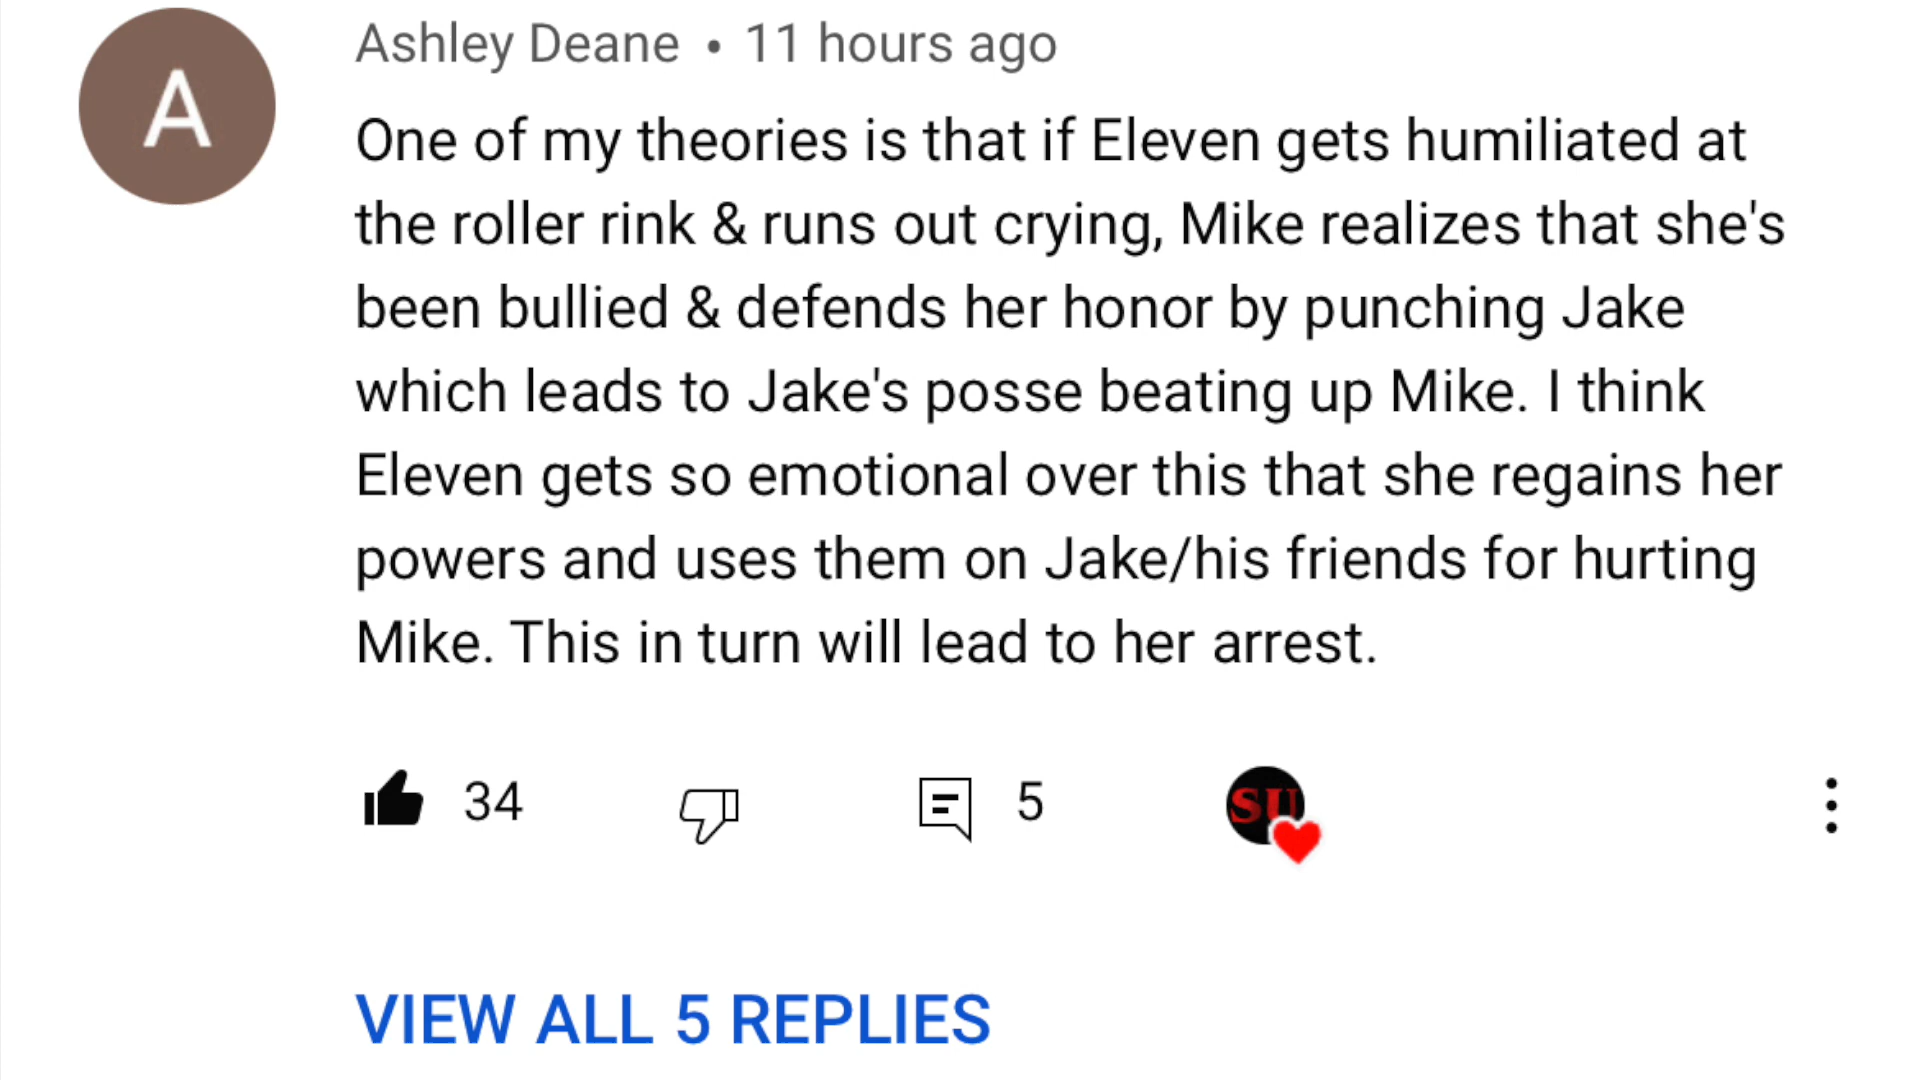 A
Ashley Deane • 11 hours ago
One of my theories is that if Eleven gets humiliated at
the roller rink & runs out crying, Mike realizes that she's
been bullied & defends her honor by punching Jake
which leads to Jake's posse beating up Mike. I think
Eleven gets so emotional over this that she regains her
powers and uses them on Jake/his friends for hurting
Mike. This in turn will lead to her arrest.
34
5
SU
VIEW ALL 5 REPLIES